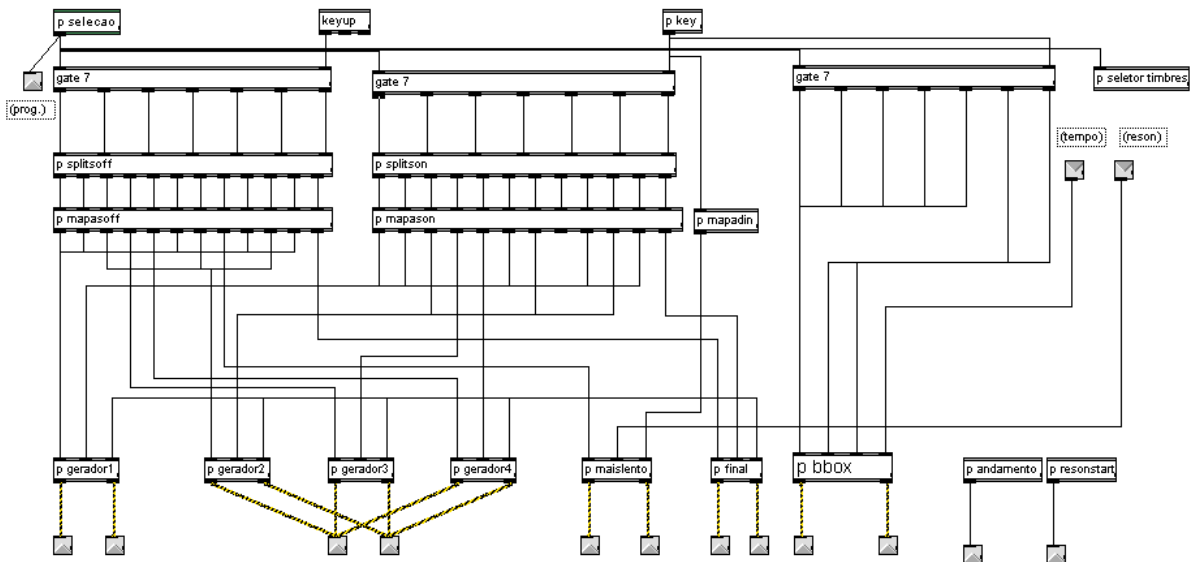 p selecao
keyup
p key
gate 7
gate 7
gate 7
p seletor timbres
(prog.)
(tempo)
(reson)
p splitsoff
p splitson
p mapasoff
p mapason
p mapadin
p gerador1
p gerador2
p gerador3
p gerador4
p maislento
p final
p bbox
p andamento
p resonstart